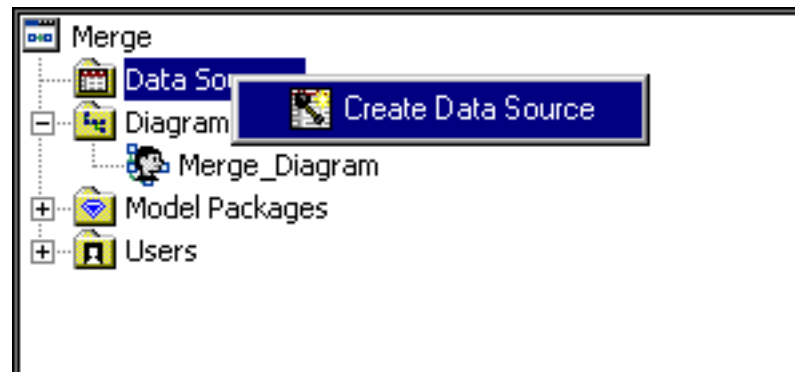 Merge
Data Sou
Create Data Source
Diagram
Merge_Diagram
Model Packages
Users